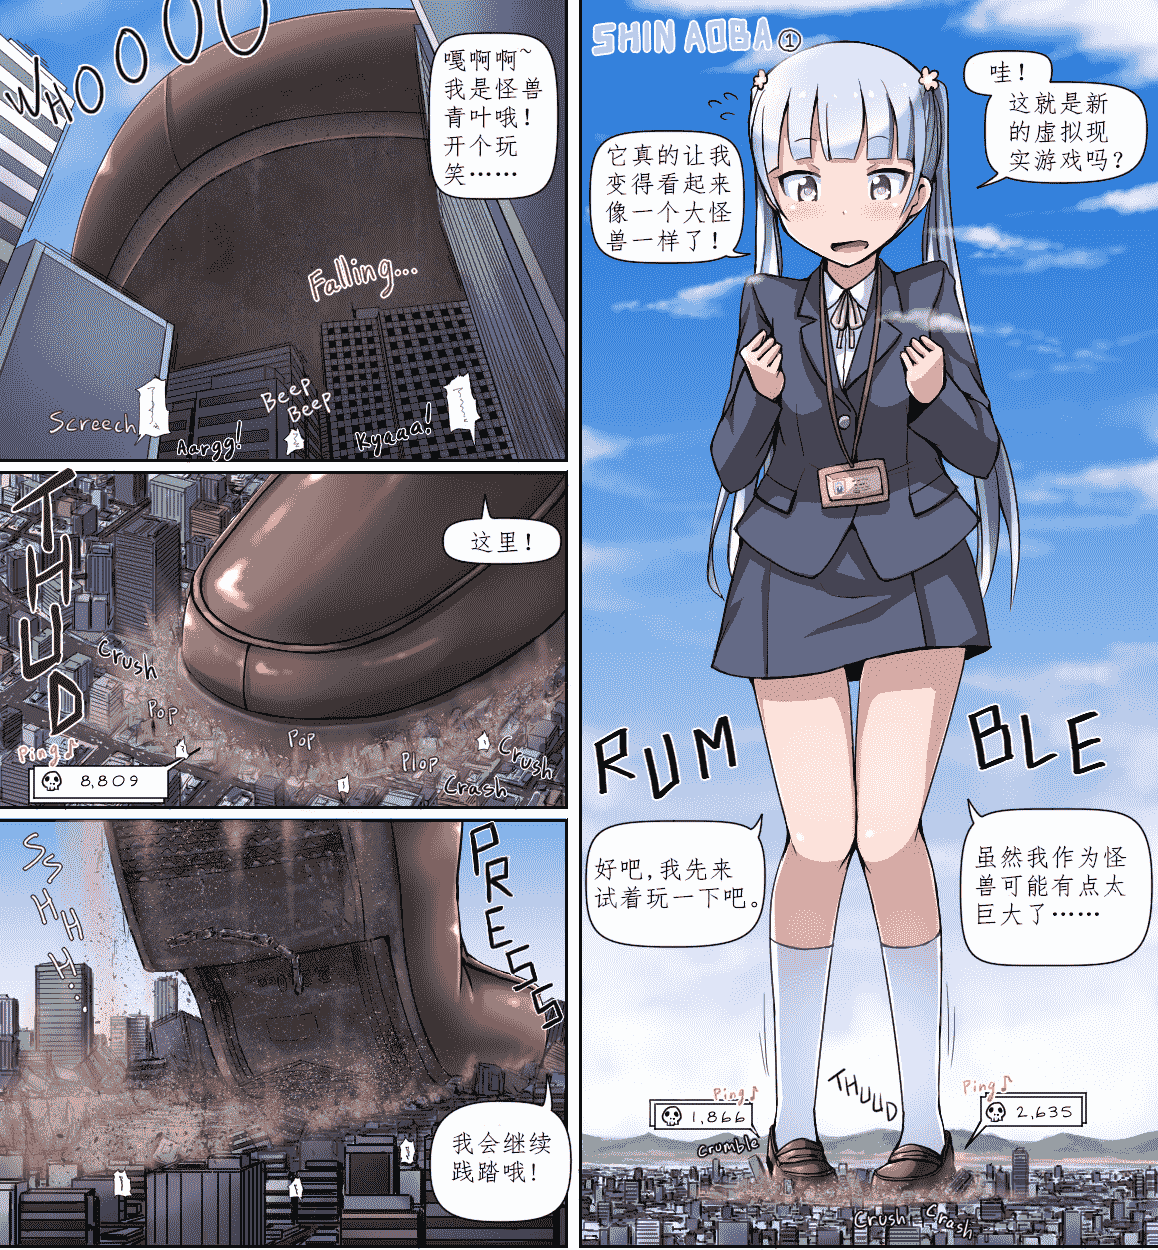 SHIN AOBA ①
哇！
这就是新
的虚拟现
实游戏吗？
它真的让我
变得看起来
像一个大怪
兽一样了！
RUMBLE
好吧,我先来
试着玩一下吧。
虽然我作为怪
兽可能有点太
巨大了……
THUUD
Ping♪
1,866
Ping♪
2,635
crumble
Crush
Crash
WHOOOOO
嘎啊啊~
我是怪兽
青叶哦！
开个玩
笑……
Falling...
Screech
Aargg!
Beep
Beep
Kyaaa!
THUD
这里！
Crush
Pop
Pop
Plop
Crash
Crush
Ping♪
8,809
SSHHH...
PRESS
我会继续
践踏哦！